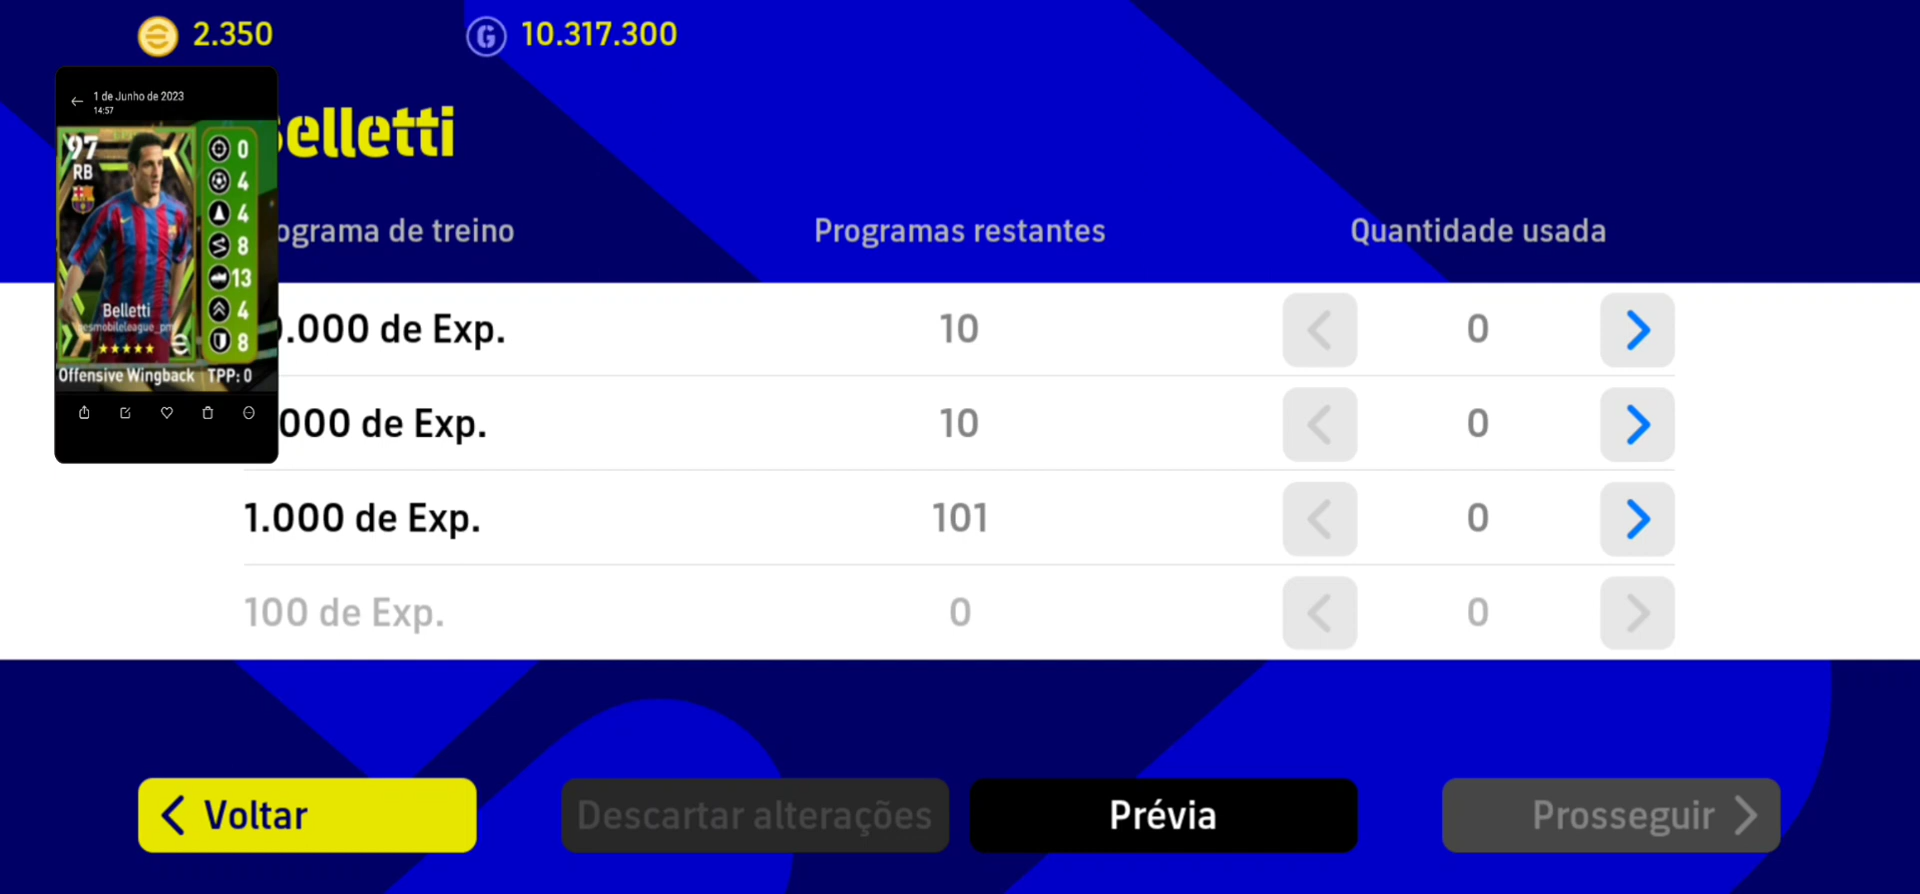 2.350
10.317.300
1 de Junho de 2023
14:57
elletti
97
RB
0
4
4
8
13
4
8
Belletti
Offensive Wingback TPP: 0
ograma de treino
Programas restantes
Quantidade usada
.000 de Exp.
10
0
000 de Exp.
10
0
1.000 de Exp.
101
0
100 de Exp.
0
0
Voltar
Descartar alterações
Prévia
Prosseguir